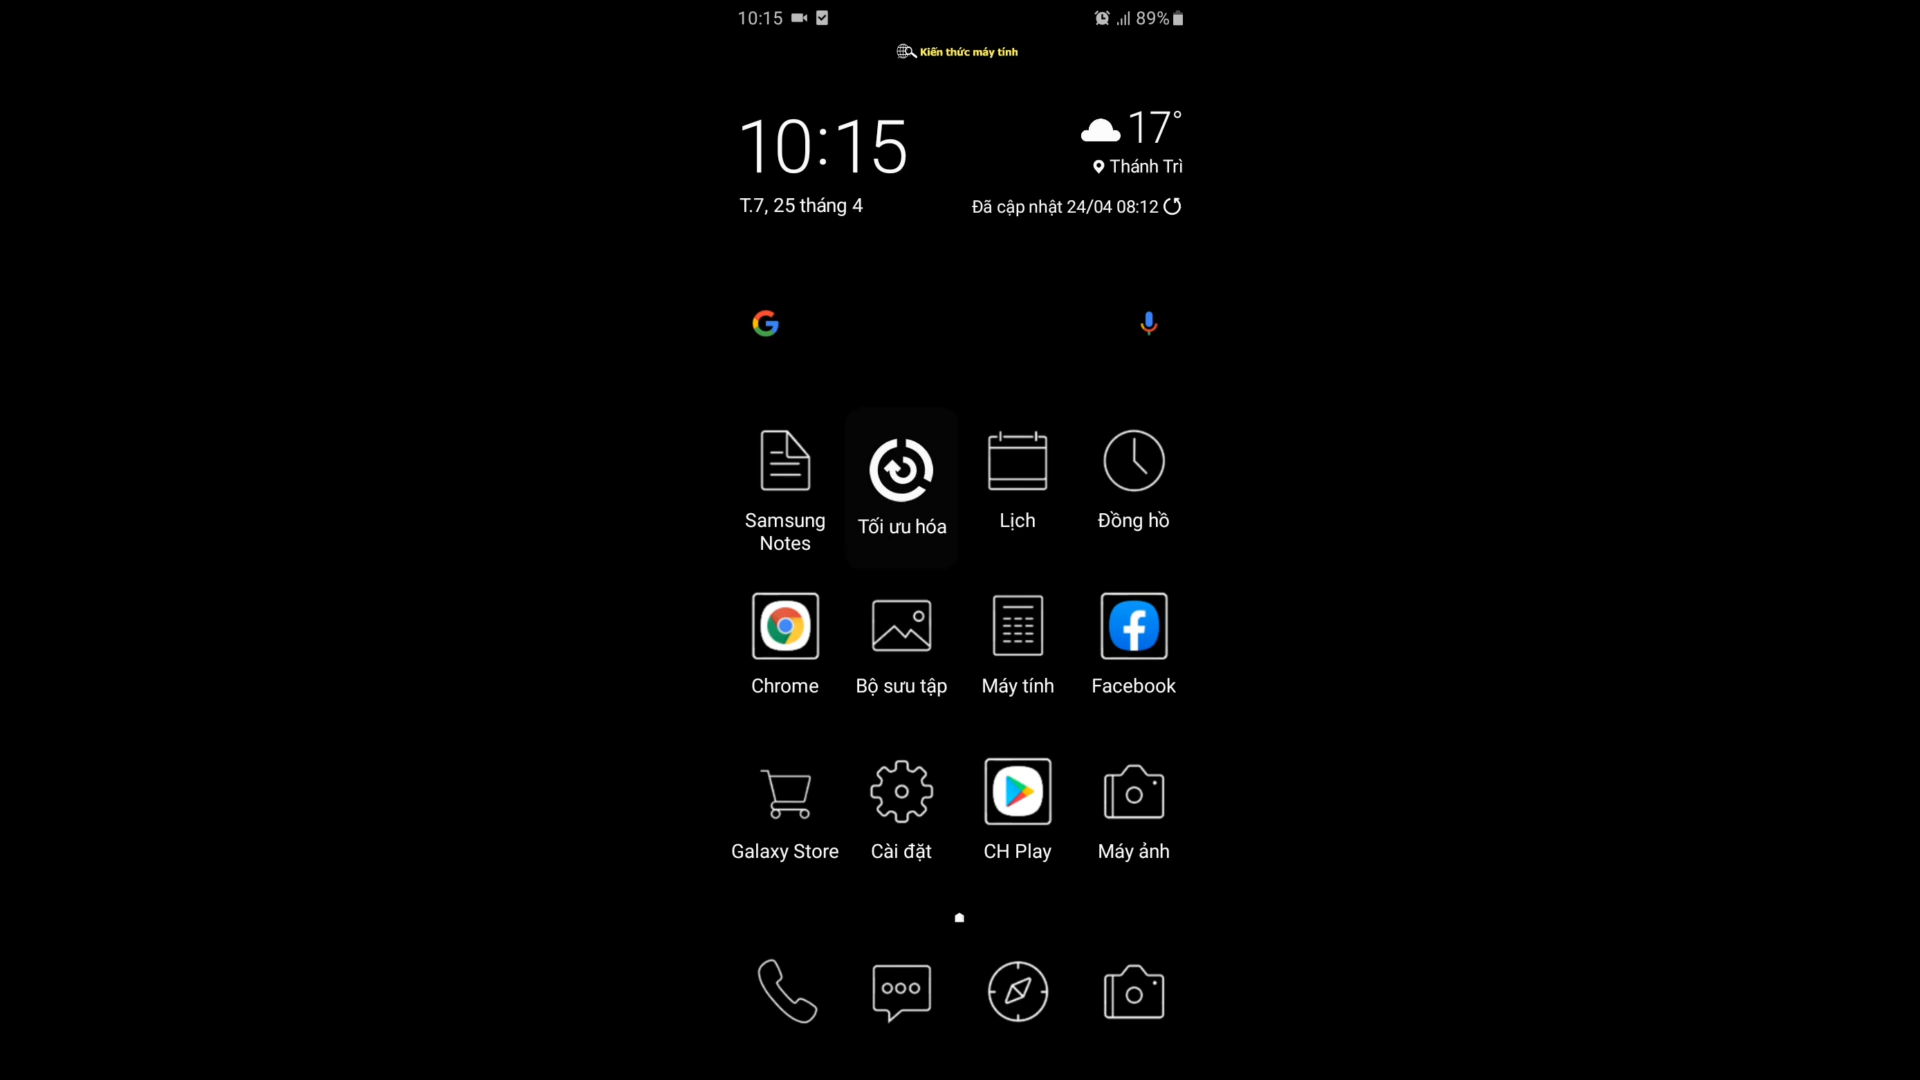 10:15
89%
Kiến thức máy tính
10:15
17°
Thánh Trì
T.7, 25 tháng 4
Đã cập nhật 24/04 08:12
Samsung
Notes
Tối ưu hóa
Lịch
Đồng hồ
Chrome
Bộ sưu tập
Máy tính
Facebook
Galaxy Store
Cài đặt
CH Play
Máy ảnh